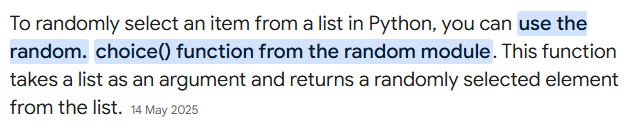 To randomly select an item from a list in Python, you can use the
random. choice() function from the random module. This function
takes a list as an argument and returns a randomly selected element
from the list. 14 May 2025